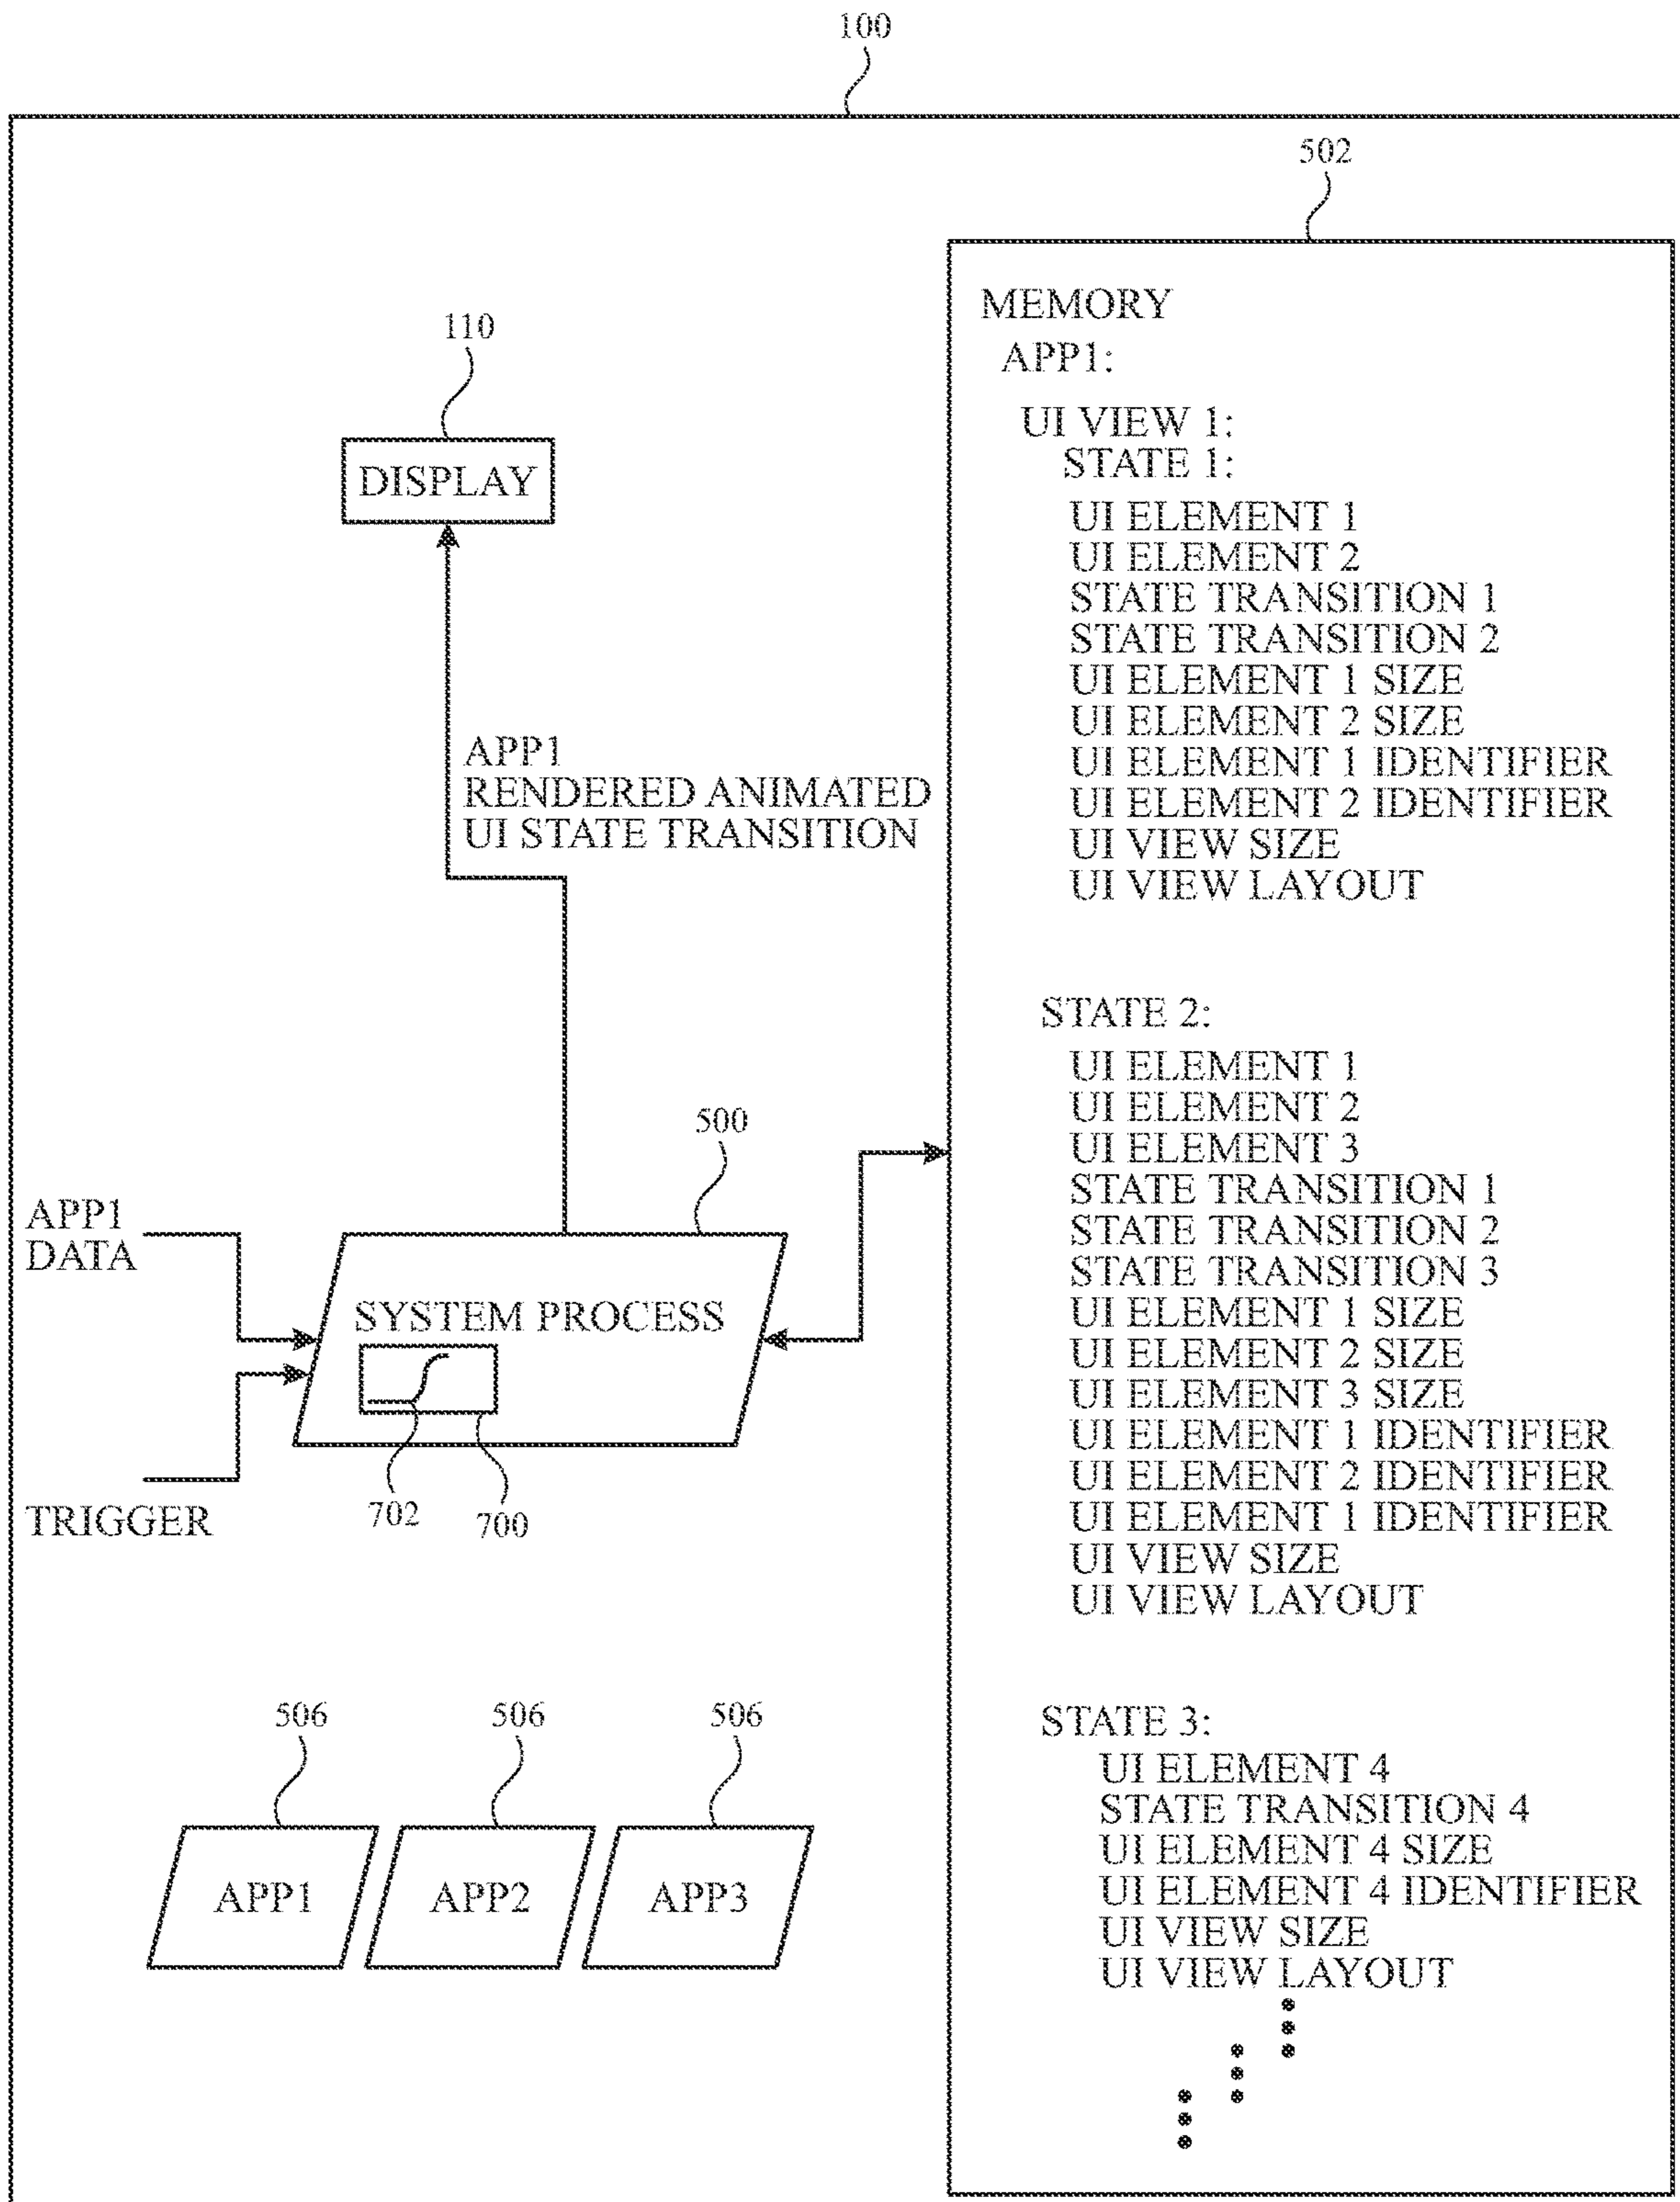 100
502
MEMORY
APP1:
UI VIEW 1:
STATE 1:
UI ELEMENT 1
UI ELEMENT 2
STATE TRANSITION 1
STATE TRANSITION 2
UI ELEMENT 1 SIZE
UI ELEMENT 2 SIZE
UI ELEMENT 1 IDENTIFIER
UI ELEMENT 2 IDENTIFIER
UI VIEW SIZE
UI VIEW LAYOUT
STATE 2:
UI ELEMENT 1
UI ELEMENT 2
UI ELEMENT 3
STATE TRANSITION 1
STATE TRANSITION 2
STATE TRANSITION 3
UI ELEMENT 1 SIZE
UI ELEMENT 2 SIZE
UI ELEMENT 3 SIZE
UI ELEMENT 1 IDENTIFIER
UI ELEMENT 2 IDENTIFIER
UI ELEMENT 1 IDENTIFIER
UI VIEW SIZE
UI VIEW LAYOUT
STATE 3:
UI ELEMENT 4
STATE TRANSITION 4
UI ELEMENT 4 SIZE
UI ELEMENT 4 IDENTIFIER
UI VIEW SIZE
UI VIEW LAYOUT
110
DISPLAY
APP1
RENDERED ANIMATED
UI STATE TRANSITION
500
APP1
DATA
SYSTEM PROCESS
702
700
TRIGGER
506
506
506
APP1
APP2
APP3